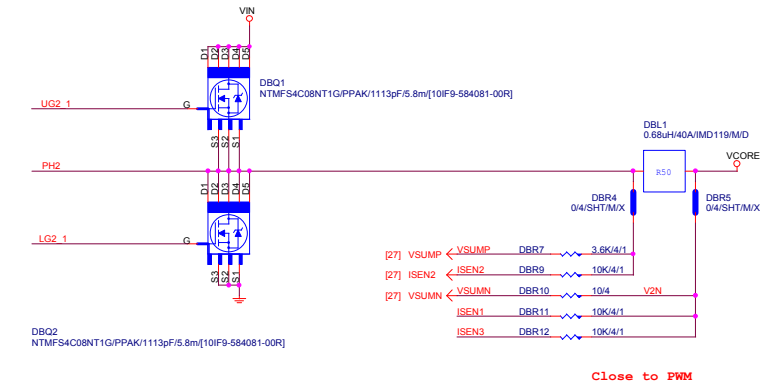 VIN
D1 D2 D3 D4 D5
DBQ1
NTMFS4C08NT1G/PPAK/1113pF/5.8m/[10IF9-584081-00R]
UG2_1
G
S3 S2 S1
DBL1
0.68uH/40A/IMD119/M/D
VCORE
PH2
R50
D1 D2 D3 D4 D5
DBR4
0/4/SHT/M/X
DBR5
0/4/SHT/M/X
LG2_1
G
[27] VSUMP VSUMP DBR7 3.6K/4/1
[27] ISEN2 ISEN2 DBR9 10K/4/1
S3 S2 S1
[27] VSUMN VSUMN DBR10 10/4 V2N
ISEN1 DBR11 10K/4/1
ISEN3 DBR12 10K/4/1
DBQ2
NTMFS4C08NT1G/PPAK/1113pF/5.8m/[10IF9-584081-00R]
Close to PWM